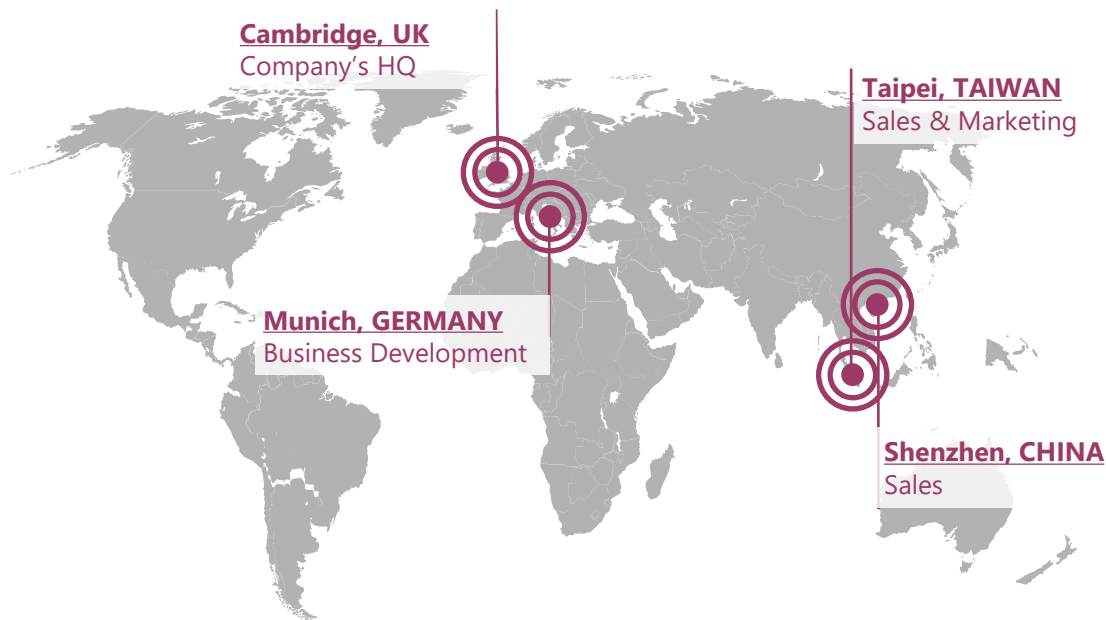 Cambridge, UK
Company’s HQ
Taipei, TAIWAN
Sales & Marketing
Munich, GERMANY
Business Development
Shenzhen, CHINA
Sales